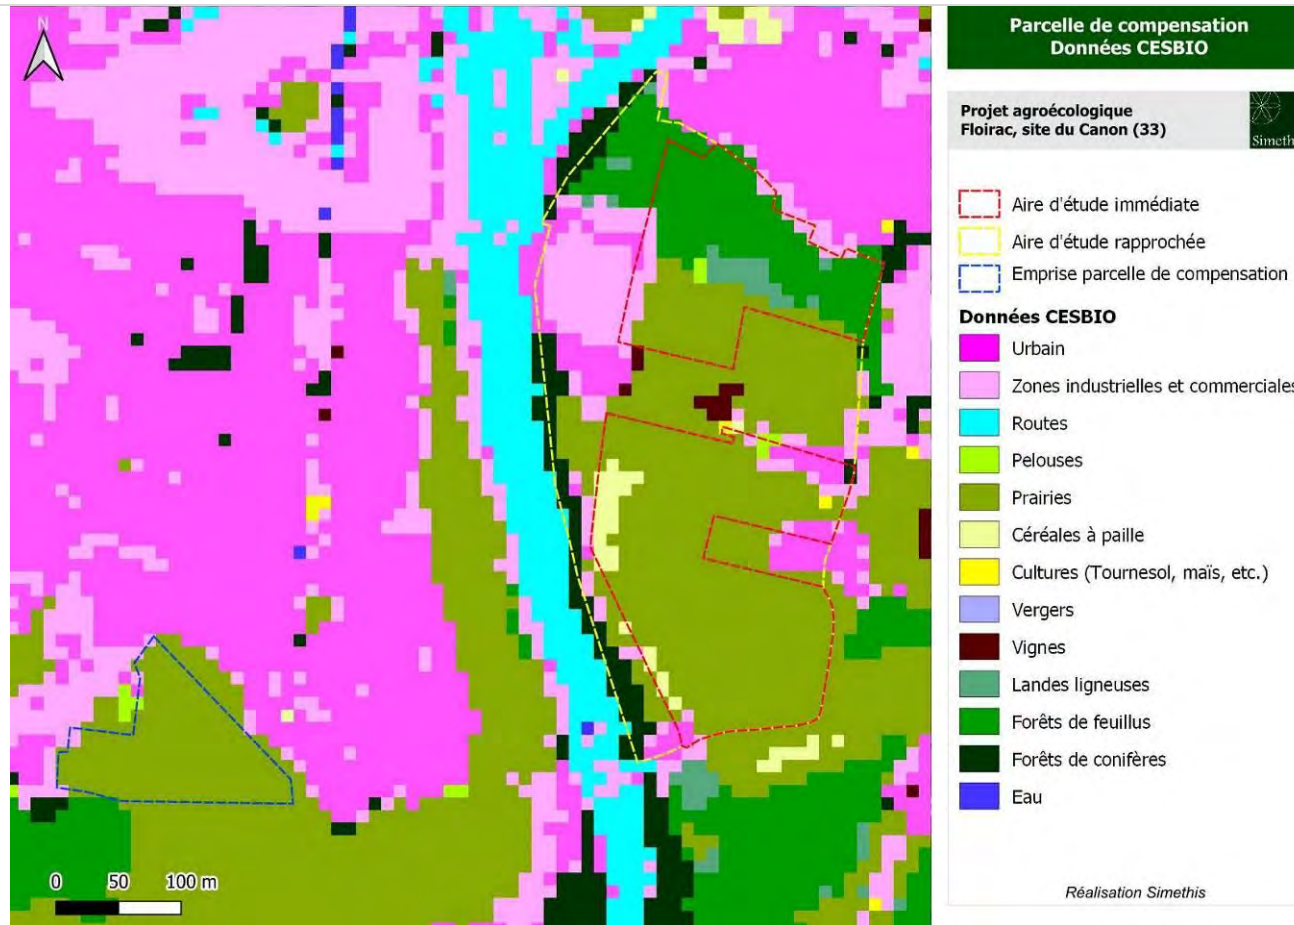 N
Parcelle de compensation
Données CESBIO
Projet agroécologique
Floirac, site du Canon (33)
Simeth
Aire d'étude immédiate
Aire d'étude rapprochée
Emprise parcelle de compensation
Données CESBIO
Urbain
Zones industrielles et commerciales
Routes
Pelouses
Prairies
Céréales à paille
Cultures (Tournesol, maïs, etc.)
Vergers
Vignes
Landes ligneuses
Forêts de feuillus
Forêts de conifères
Eau
0 50 100 m
Réalisation Simethis